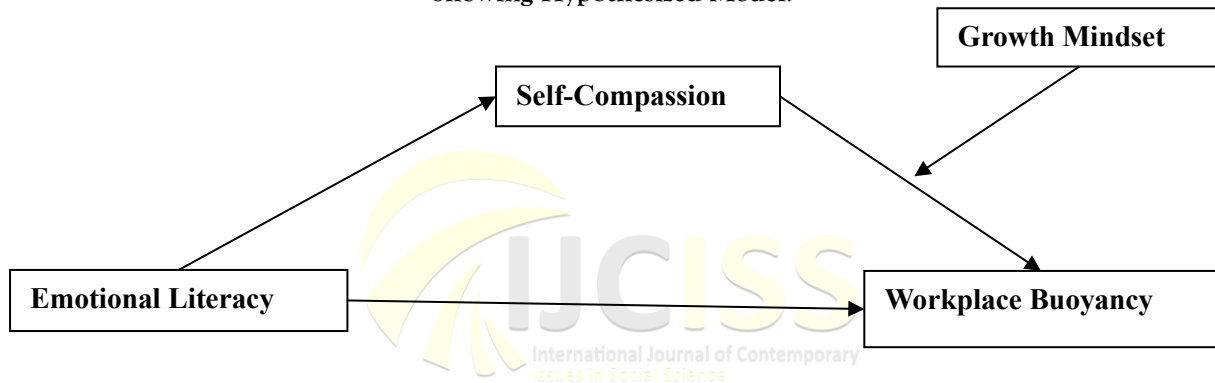 Showing Hypothesized Model.
Growth Mindset
Self-Compassion
Emotional Literacy
Workplace Buoyancy
IJCISS
International Journal of Contemporary
Issues in Social Science